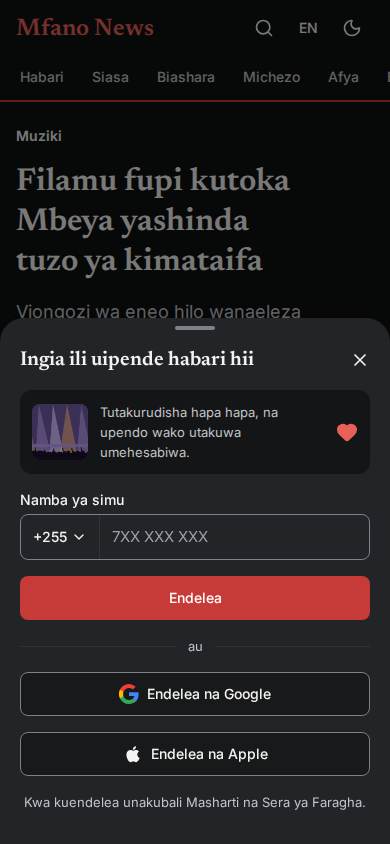 Mfano News
EN
Habari
Siasa
Biashara
Michezo
Afya
Muziki
Filamu fupi kutoka
Mbeya yashinda
tuzo ya kimataifa
Viongozi wa eneo hilo wanaeleza
Ingia ili uipende habari hii
Tutakurudisha hapa hapa, na
upendo wako utakuwa
umehesabiwa.
Namba ya simu
+255
7XX XXX XXX
Endelea
au
Endelea na Google
Endelea na Apple
Kwa kuendelea unakubali Masharti na Sera ya Faragha.